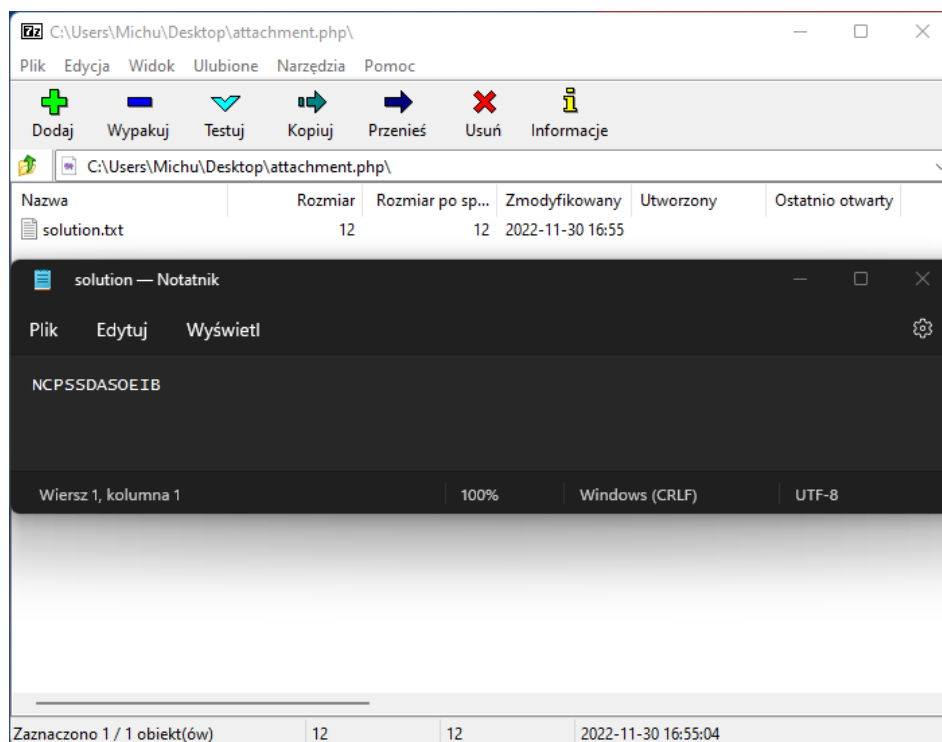 C:\Users\Michu\Desktop\attachment.php\
Plik Edycja Widok Ulubione Narzędzia Pomoc
Dodaj Wypakuj Testuj Kopiuj Przenieś Usuń Informacje
C:\Users\Michu\Desktop\attachment.php\
Nazwa Rozmiar Rozmiar po sp... Zmodyfikowany Utworzony Ostatnio otwarty
solution.txt 12 12 2022-11-30 16:55
solution — Notatnik
Plik Edytuj Wyświetl
NCPSSDASOEIB
Wiersz 1, kolumna 1 100% Windows (CRLF) UTF-8
Zaznaczono 1 / 1 obiekt(ów) 12 12 2022-11-30 16:55:04